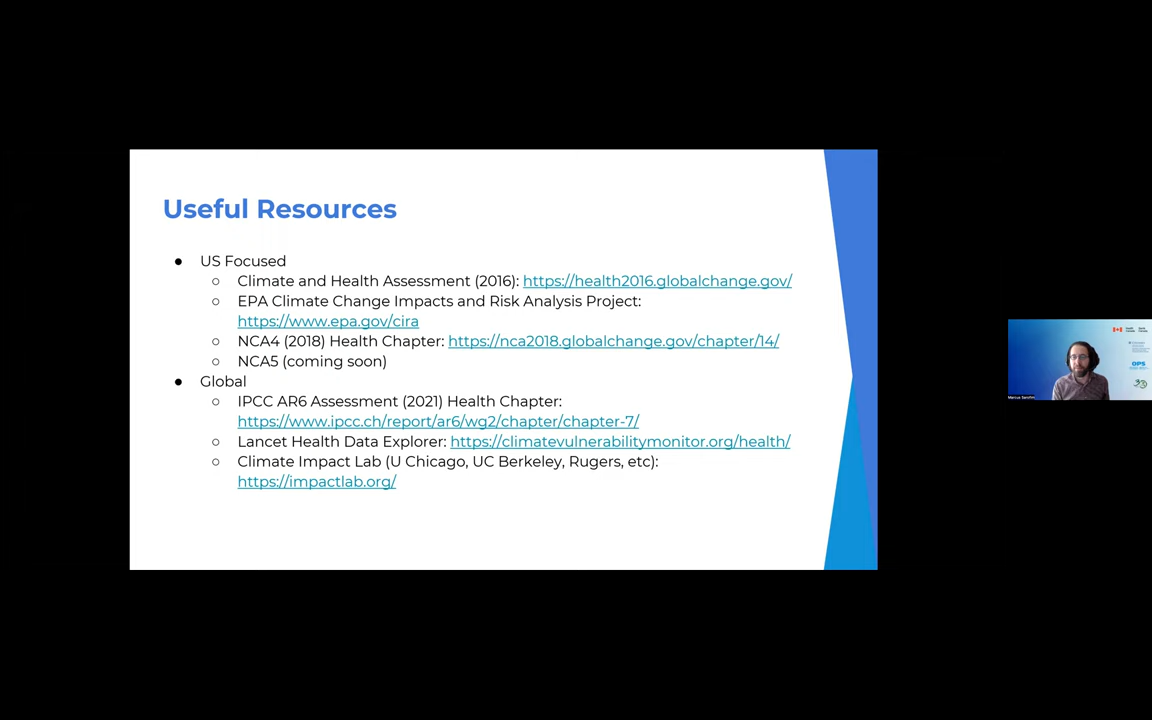 Useful Resources
● US Focused
○ Climate and Health Assessment (2016): https://health2016.globalchange.gov/
○ EPA Climate Change Impacts and Risk Analysis Project:
https://www.epa.gov/cira
○ NCA4 (2018) Health Chapter: https://nca2018.globalchange.gov/chapter/14/
○ NCA5 (coming soon)
● Global
○ IPCC AR6 Assessment (2021) Health Chapter:
https://www.ipcc.ch/report/ar6/wg2/chapter/chapter-7/
○ Lancet Health Data Explorer: https://climatevulnerabilitymonitor.org/health/
○ Climate Impact Lab (U Chicago, UC Berkeley, Rugers, etc):
https://impactlab.org/
OPS